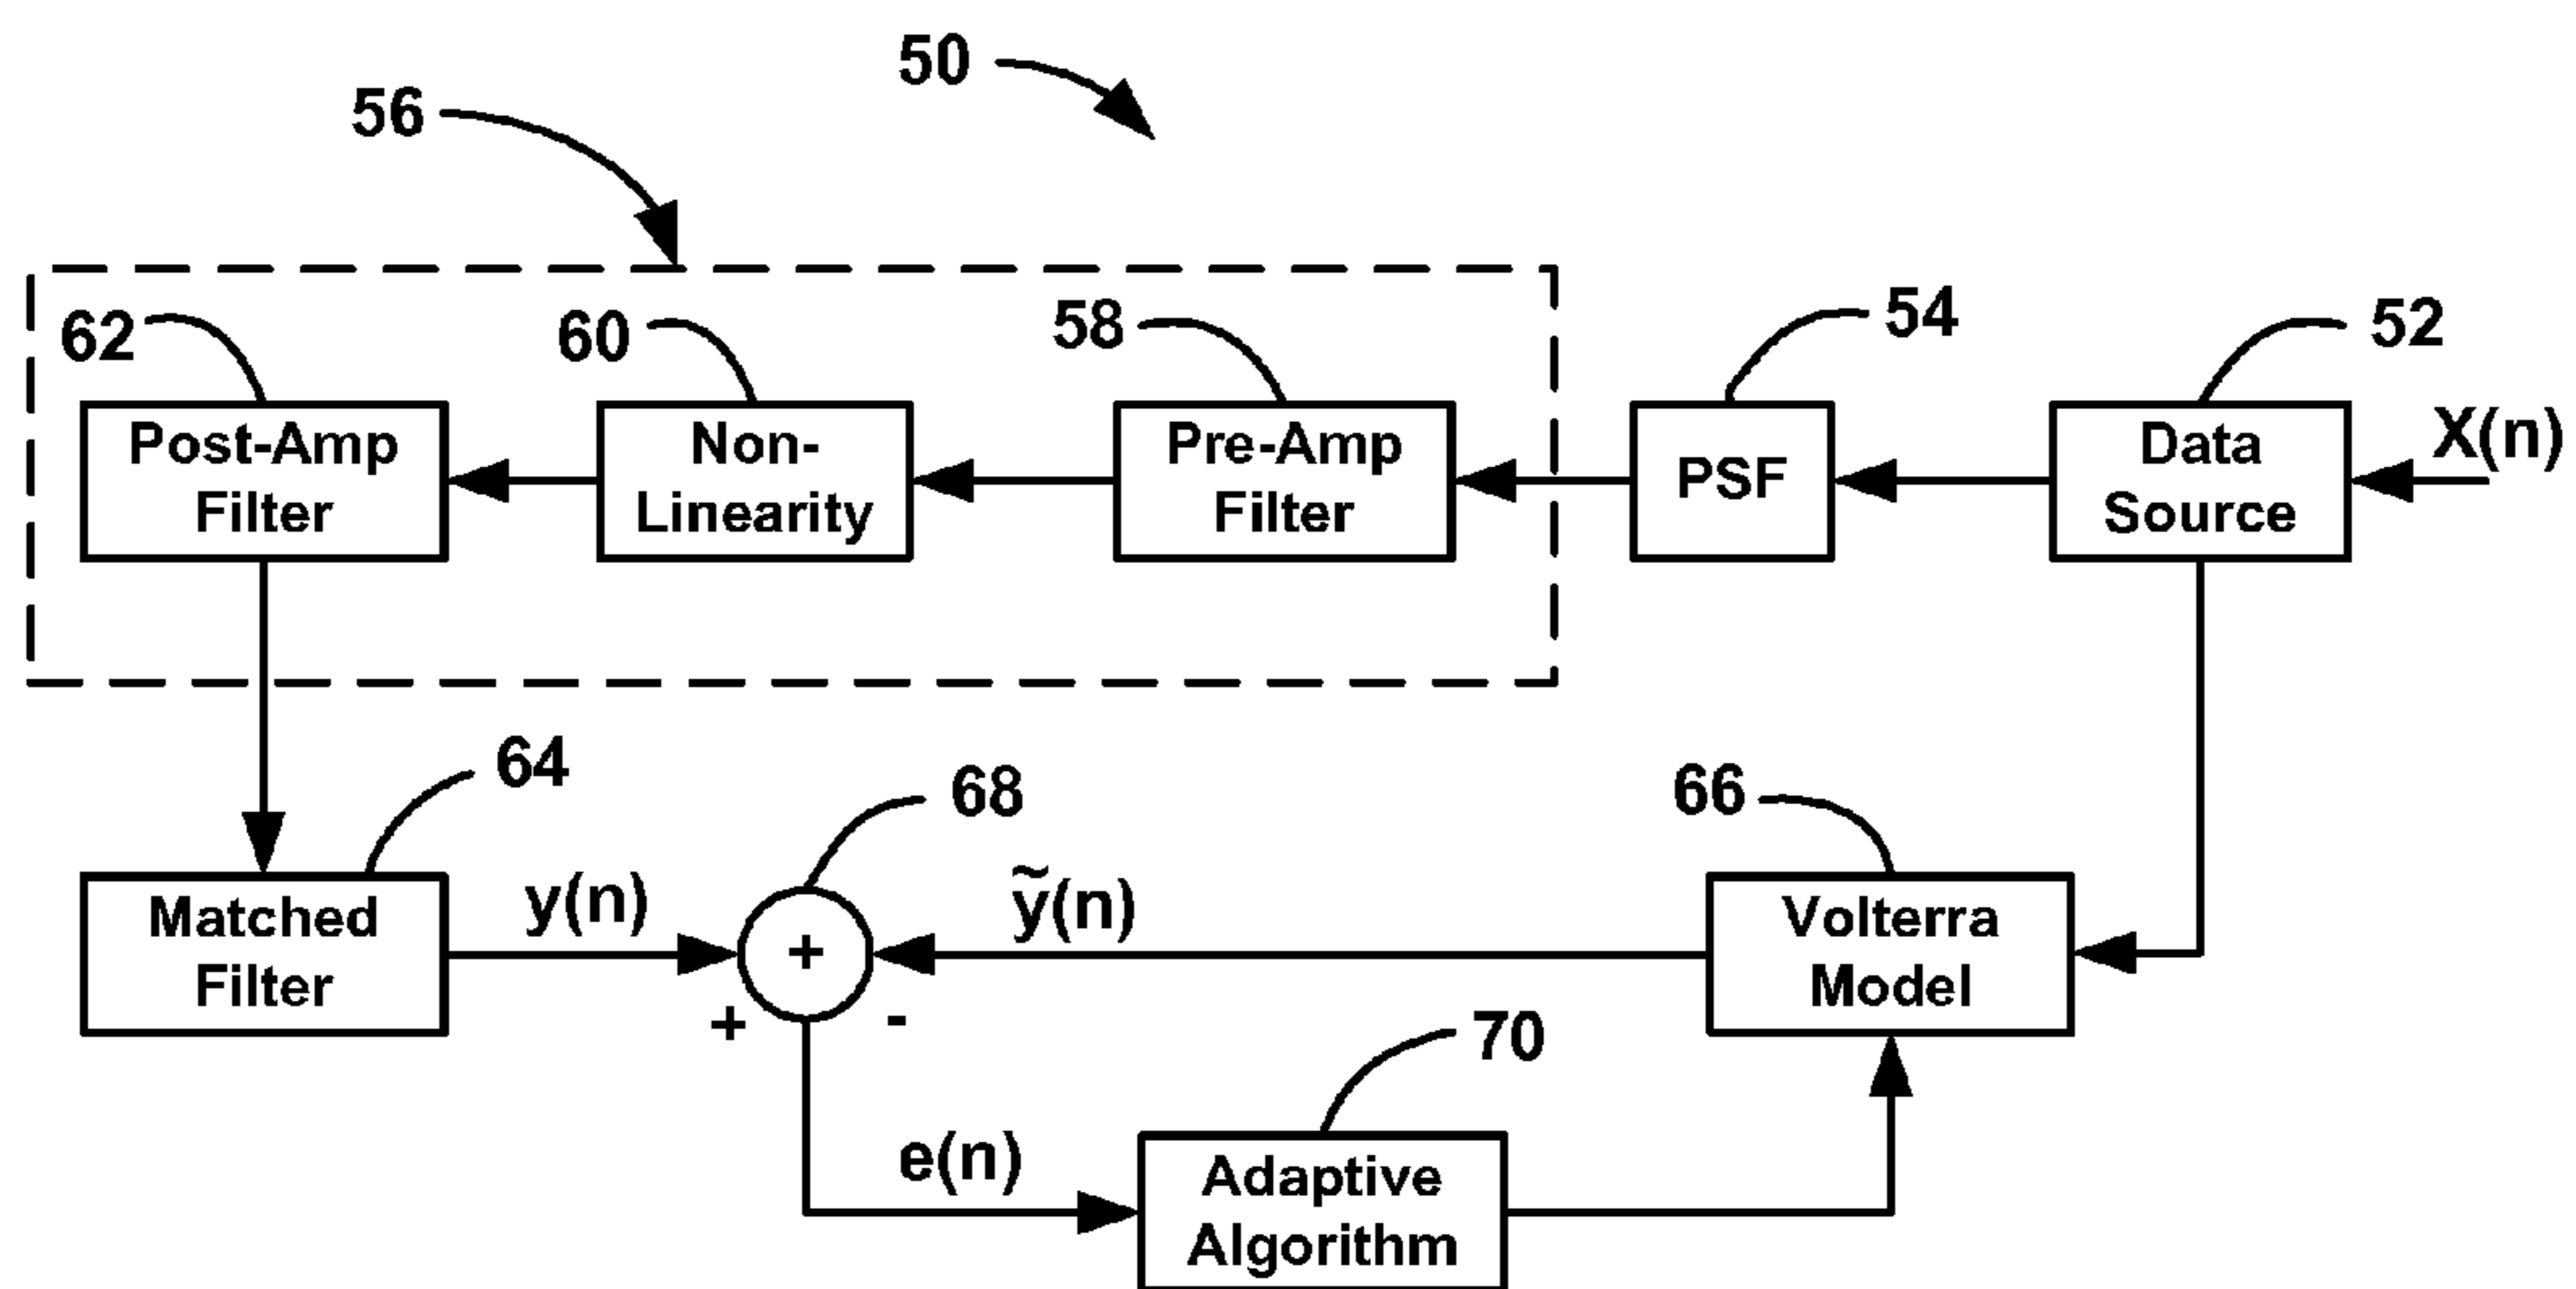 50
56
62
60
58
54
52
Post-Amp
Filter
Non-
Linearity
Pre-Amp
Filter
PSF
Data
Source
X(n)
64
68
66
Matched
Filter
y(n)
+
ỹ(n)
Volterra
Model
+
-
70
e(n)
Adaptive
Algorithm